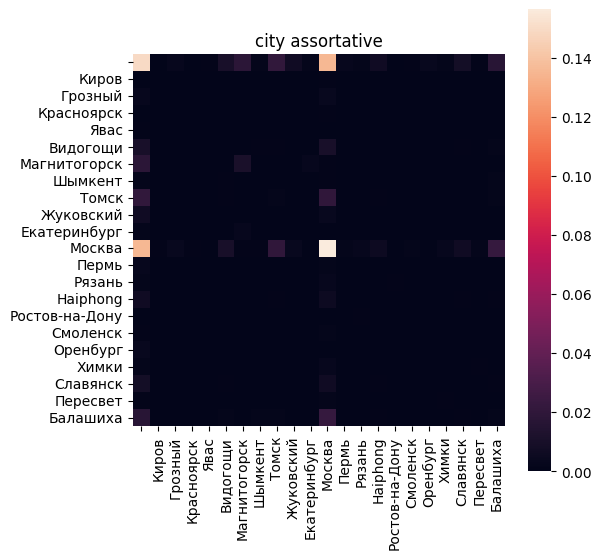 city assortative
Киров
Грозный
Красноярск
Явас
Видогощи
Магнитогорск
Шымкент
Томск
Жуковский
Екатеринбург
Москва
Пермь
Рязань
Haiphong
Ростов-на-Дону
Смоленск
Оренбург
Химки
Славянск
Пересвет
Балашиха
Киров
Грозный
Красноярск
Явас
Видогощи
Магнитогорск
Шымкент
Томск
Жуковский
Екатеринбург
Москва
Пермь
Рязань
Haiphong
Ростов-на-Дону
Смоленск
Оренбург
Химки
Славянск
Пересвет
Балашиха
0.14
0.12
0.10
0.08
0.06
0.04
0.02
0.00